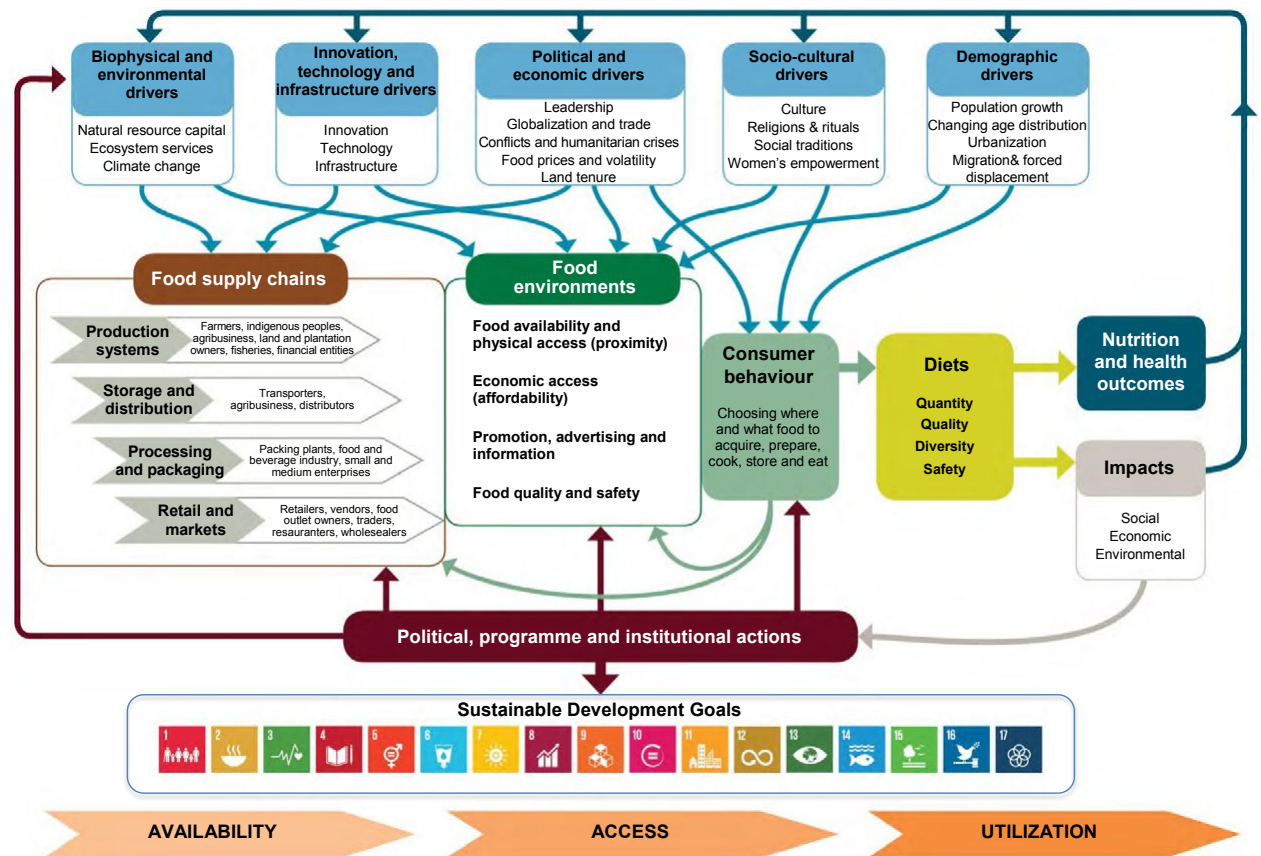 Biophysical and
environmental
drivers
Natural resource capital
Ecosystem services
Climate change
Innovation,
technology and
infrastructure drivers
Innovation
Technology
Infrastructure
Political and
economic drivers
Leadership
Globalization and trade
Conflicts and humanitarian crises
Food prices and volatility
Land tenure
Socio-cultural
drivers
Culture
Religions & rituals
Social traditions
Women's empowerment
Demographic
drivers
Population growth
Changing age distribution
Urbanization
Migration& forced
displacement
Food supply chains
Production
systems
Farmers, indigenous peoples,
agribusiness, land and plantation
owners, fisheries, financial entities
Storage and
distribution
Transporters,
agribusiness, distributors
Processing
and packaging
Packing plants, food and
beverage industry, small and
medium enterprises
Retail and
markets
Retailers, vendors, food
outlet owners, traders,
resauranters, wholesealers
Food
environments
Food availability and
physical access (proximity)
Economic access
(affordability)
Promotion, advertising and
information
Food quality and safety
Consumer
behaviour
Choosing where
and what food to
acquire, prepare,
cook, store and eat
Diets
Quantity
Quality
Diversity
Safety
Nutrition
and health
outcomes
Impacts
Social
Economic
Environmental
Political, programme and institutional actions
Sustainable Development Goals
1
2
3
4
5
6
7
8
9
10
11
12
13
14
15
16
17
AVAILABILITY
ACCESS
UTILIZATION